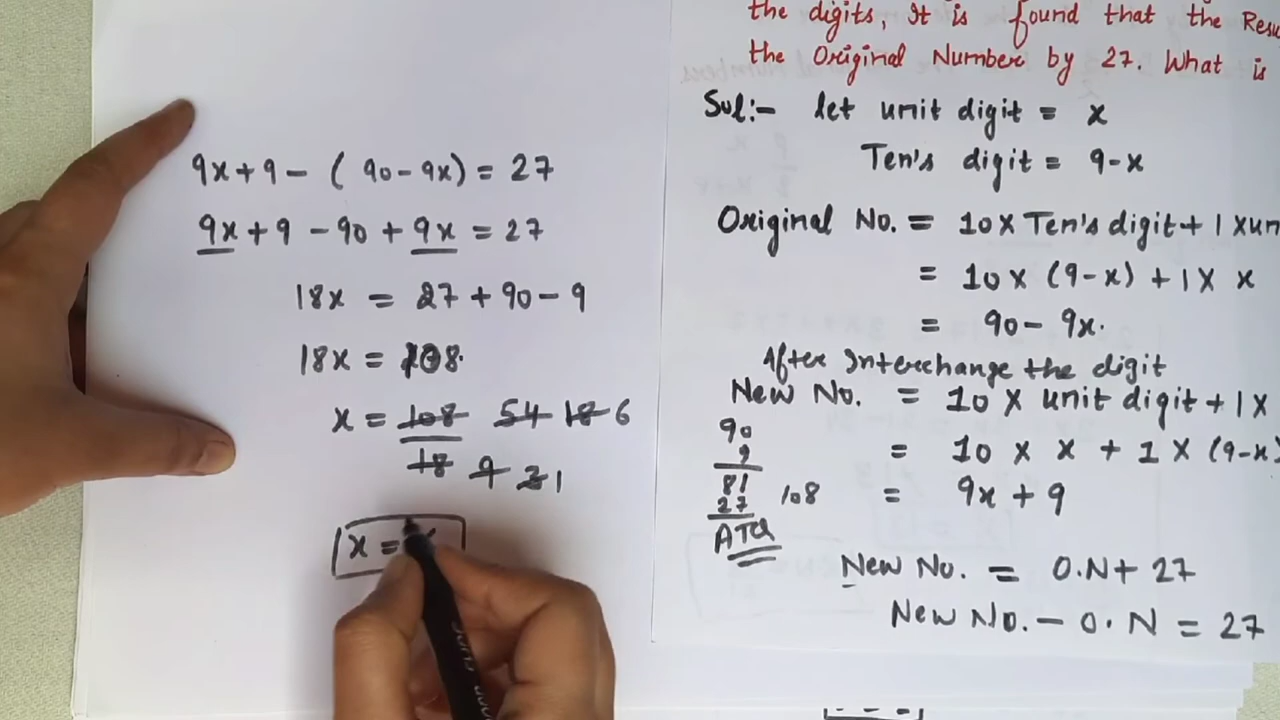 9x + 9 - ( 90 - 9x) = 27
9x + 9 - 90 + 9x = 27
18x = 27 + 90 - 9
18x = 108.
x = 108 54 18 6
18 9 3 1
x =
the digits, It is found that the
the Original Number by 27. What is
Sol:- let unit digit = x
Ten's digit = 9-x
Original No. = 10 x Ten's digit + 1 x
= 10 x (9-x) + 1 x x
= 90 - 9x.
After Interchange the digit
New No. = 10 x unit digit + 1 x
= 10 x x + 1 x (9-x)
= 9x + 9
90
9
81
27 108
ATQ
New No. = O.N + 27
New No. - O.N = 27